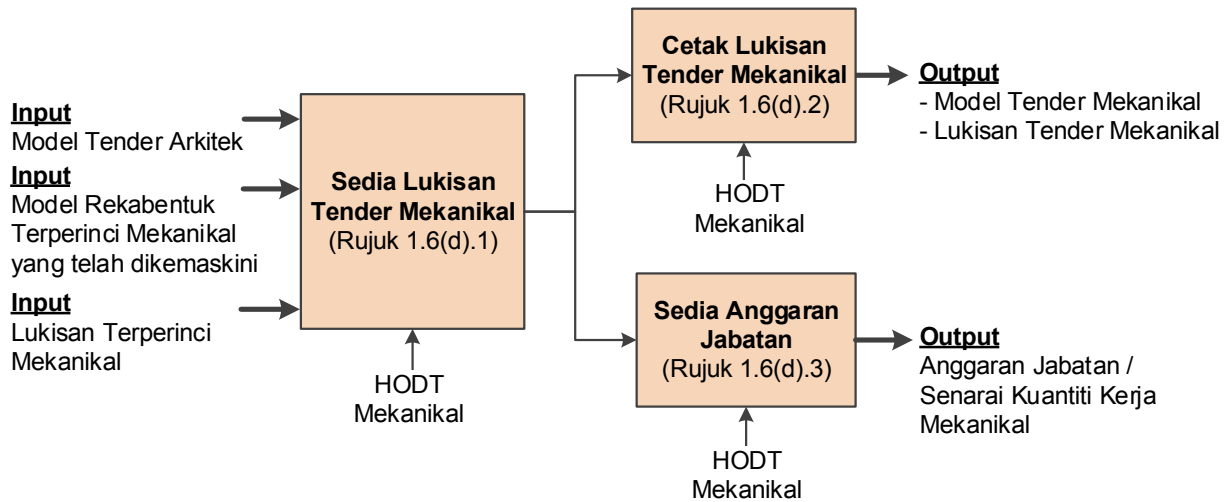 Input
Model Tender Arkitek
Input
Model Rekabentuk
Terperinci Mekanikal
yang telah dikemaskini
Input
Lukisan Terperinci
Mekanikal
Sedia Lukisan
Tender Mekanikal
(Rujuk 1.6(d).1)
HODT
Mekanikal
Cetak Lukisan
Tender Mekanikal
(Rujuk 1.6(d).2)
HODT
Mekanikal
Output
- Model Tender Mekanikal
- Lukisan Tender Mekanikal
Sedia Anggaran
Jabatan
(Rujuk 1.6(d).3)
HODT
Mekanikal
Output
Anggaran Jabatan /
Senarai Kuantiti Kerja
Mekanikal